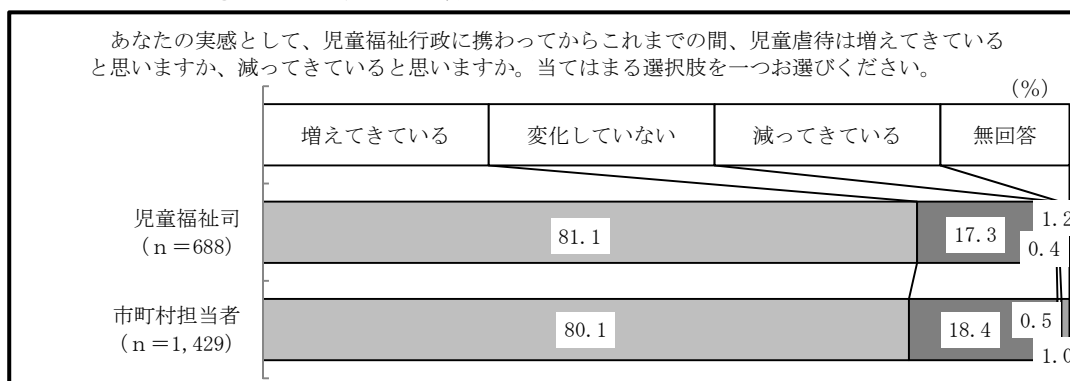 あなたの実感として、児童福祉行政に携わってからこれまでの間、児童虐待は増えてきている
と思いますか、減ってきていると思いますか。当てはまる選択肢を一つお選びください。
(%)
増えてきている 変化していない 減ってきている 無回答
児童福祉司
(n=688)
81.1 17.3 0.4 1.2
市町村担当者
(n=1,429)
80.1 18.4 0.5 1.0